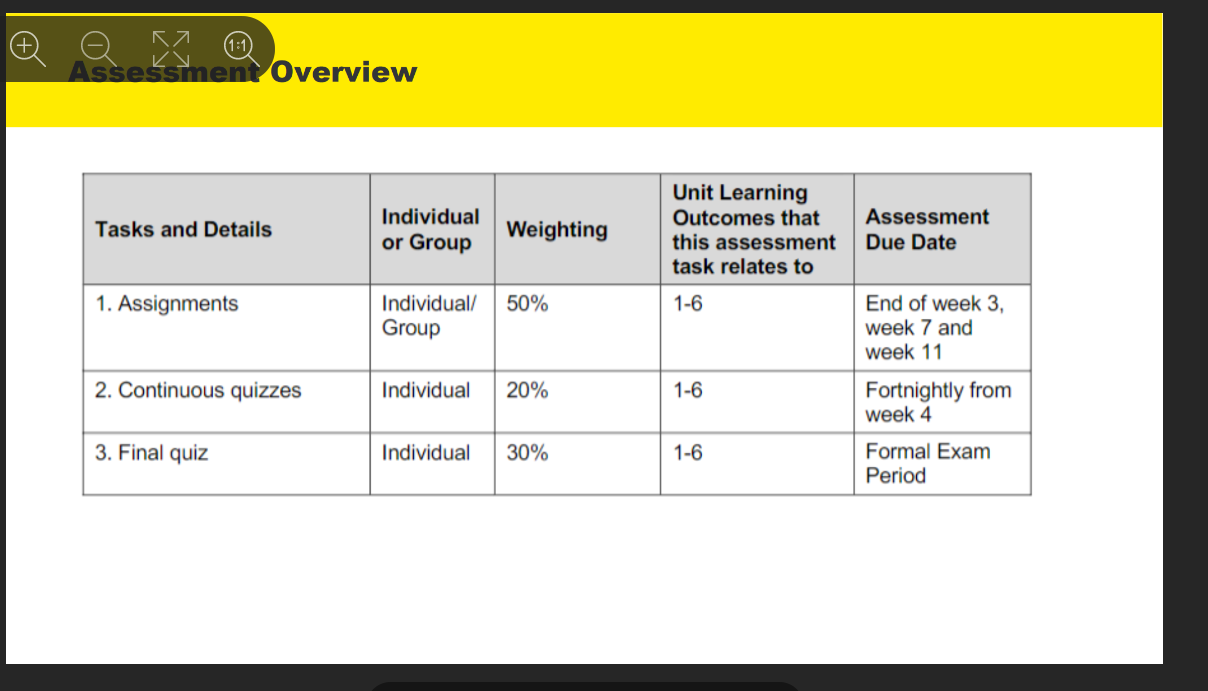 1:1
Assessment Overview
Tasks and Details
Individual
or Group
Weighting
Unit Learning
Outcomes that
this assessment
task relates to
Assessment
Due Date
1. Assignments
Individual/
Group
50%
1-6
End of week 3,
week 7 and
week 11
2. Continuous quizzes
Individual
20%
1-6
Fortnightly from
week 4
3. Final quiz
Individual
30%
1-6
Formal Exam
Period